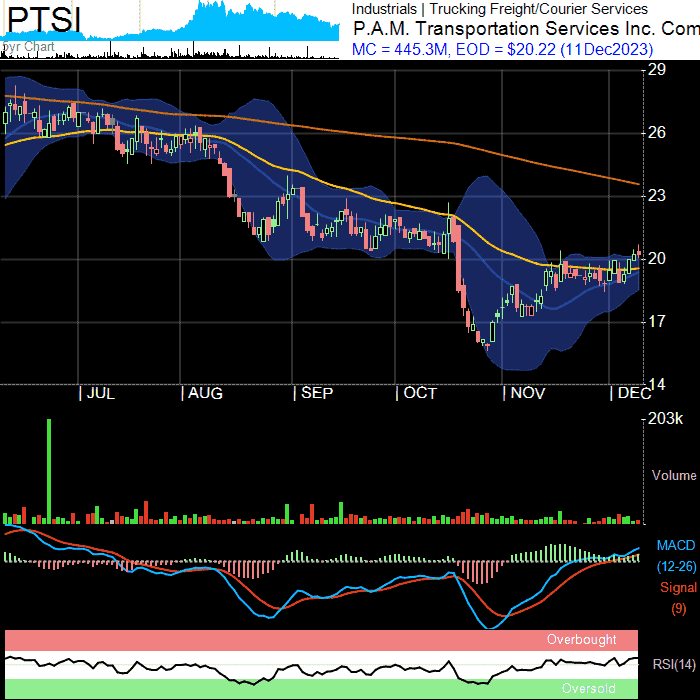 PTSI
5yr Chart
Industrials | Trucking Freight/Courier Services
P.A.M. Transportation Services Inc. Com
MC = 445.3M, EOD = $20.22 (11Dec2023)
29
26
23
20
17
14
| JUL | AUG | SEP | OCT | NOV | DEC
203k
Volume
MACD
(12-26)
Signal
(9)
Overbought
RSI(14)
Oversold